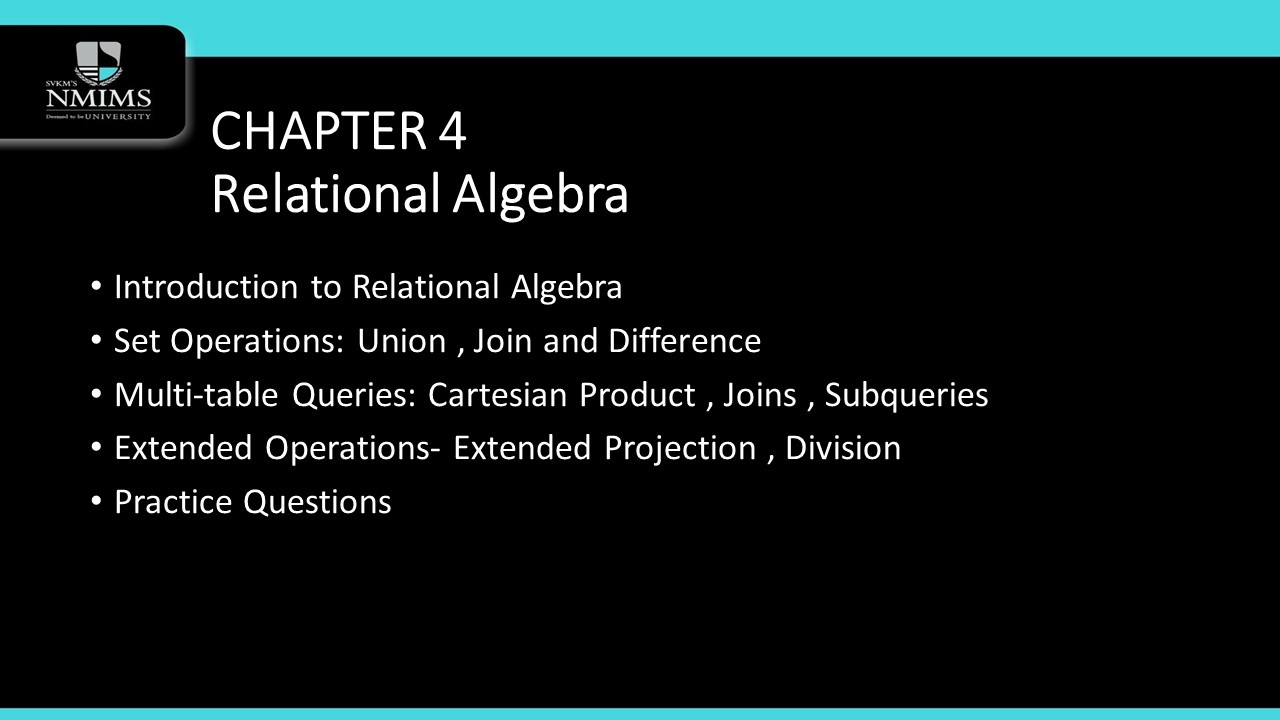 SVKM'S
NMIMS
Deemed to be UNIVERSITY
CHAPTER 4
Relational Algebra
• Introduction to Relational Algebra
• Set Operations: Union , Join and Difference
• Multi-table Queries: Cartesian Product , Joins , Subqueries
• Extended Operations- Extended Projection , Division
• Practice Questions